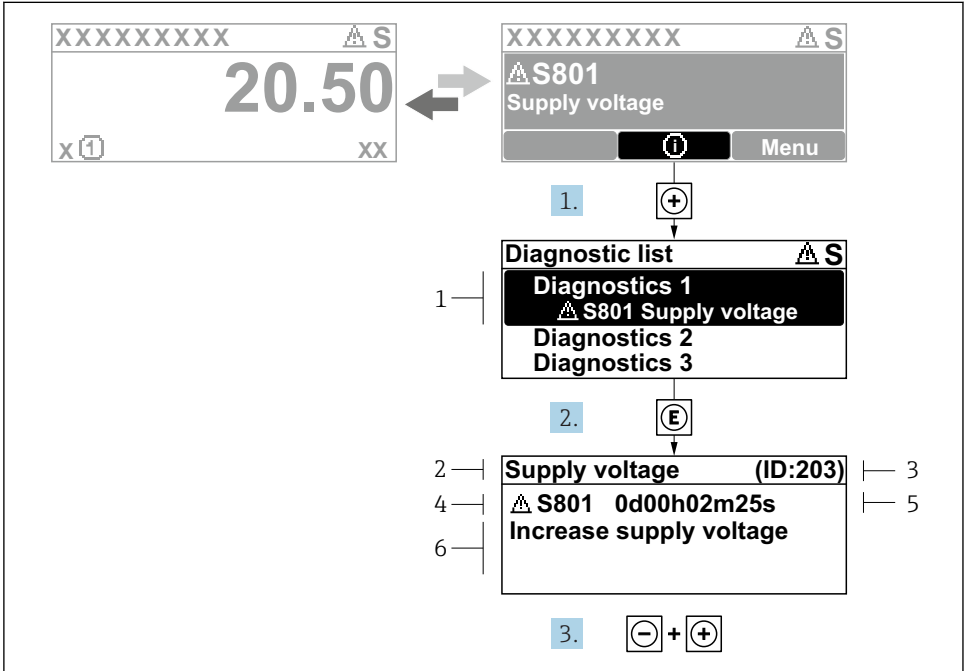 XXXXXXXXX ⚠ S
20.50
x ① xx
XXXXXXXXX ⚠ S
⚠ S801
Supply voltage
ⓘ Menu
1. +
Diagnostic list ⚠ S
1
Diagnostics 1
⚠ S801 Supply voltage
Diagnostics 2
Diagnostics 3
2. E
2 Supply voltage (ID:203) 3
4 ⚠ S801 0d00h02m25s 5
6 Increase supply voltage
3. − + +